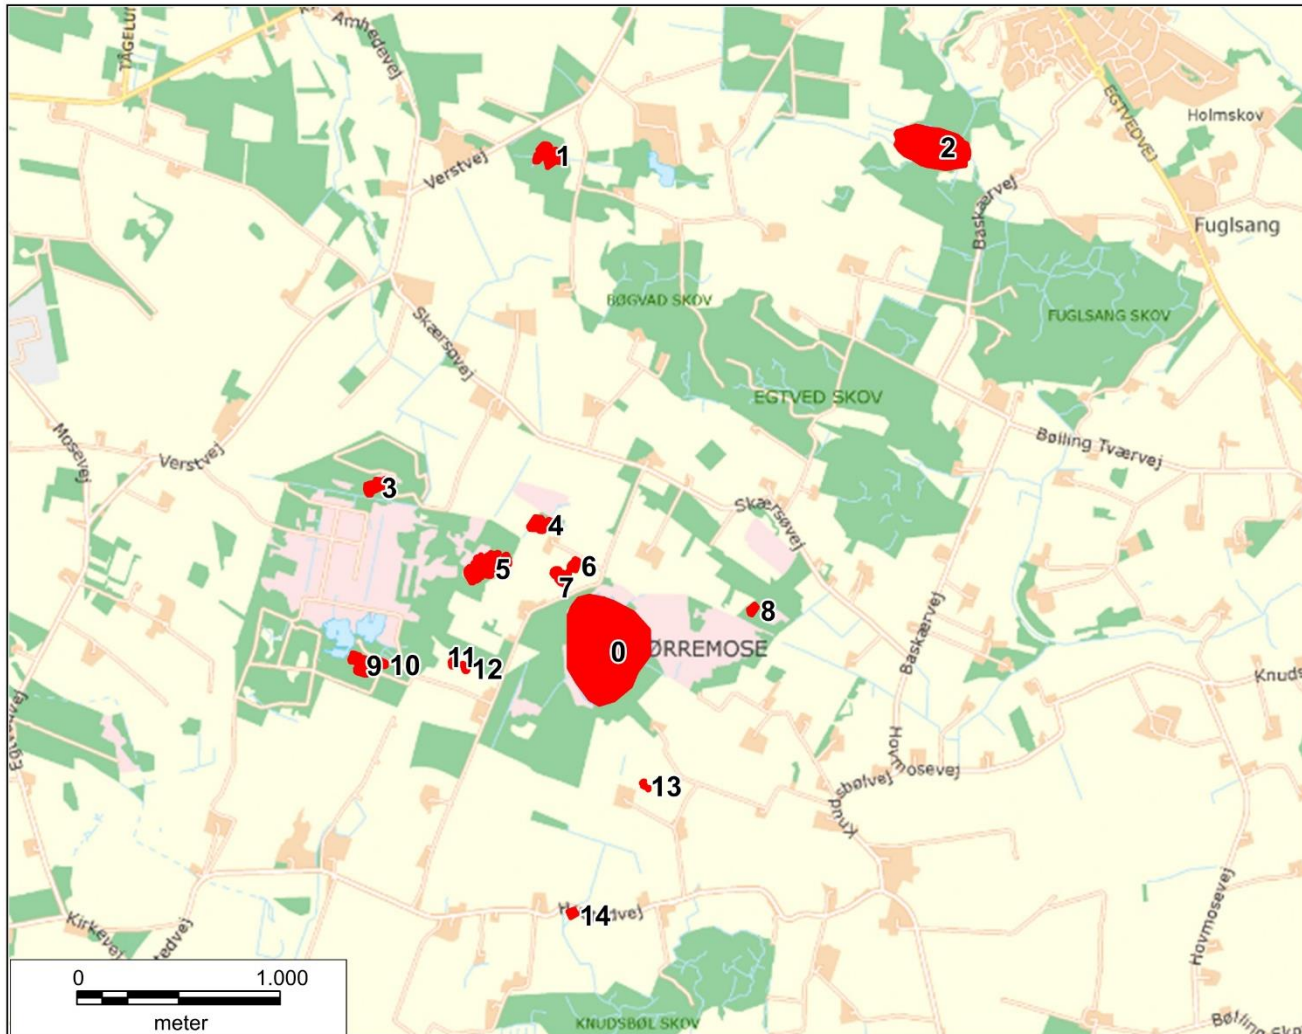 TÅGELUN
Amhedevej
EGTVEDVEJ
Holmskov
1
2
Verstvej
Baskærvej
Fuglsang
BØGVAD SKOV
FUGLSANG SKOV
Skærsøvej
EGTVED SKOV
Mosevej
Verstvej
Bølling Tværvej
3
4
Skærsøvej
5
6
7
8
Baskærvej
0
ØRREMOSE
9
10
11
12
Knuds
Hovmosevej
13
Knudsbølvej
14
Hovmosevej
Kirkevej
tedvej
0 1.000
meter
KNUDSBØL SKOV